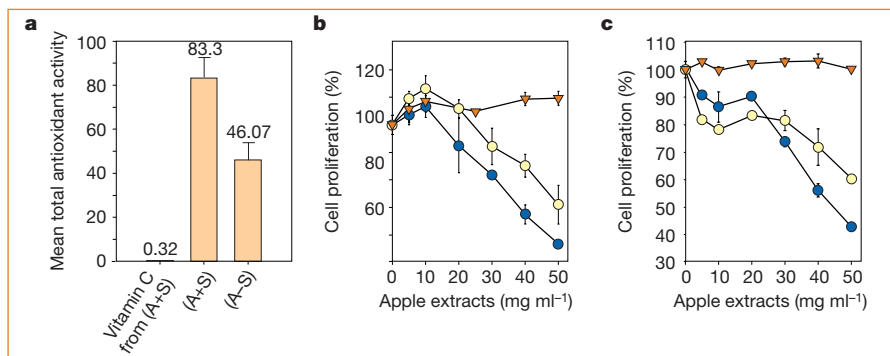 a
Mean total antioxidant activity
100
80
60
40
20
0
0.32
83.3
46.07
Vitamin C
from (A+S)
(A+S)
(A–S)
b
Cell proliferation (%)
120
100
80
60
0 10 20 30 40 50
Apple extracts (mg ml–1)
c
Cell proliferation (%)
110
100
90
80
70
60
50
40
30
0 10 20 30 40 50
Apple extracts (mg ml–1)